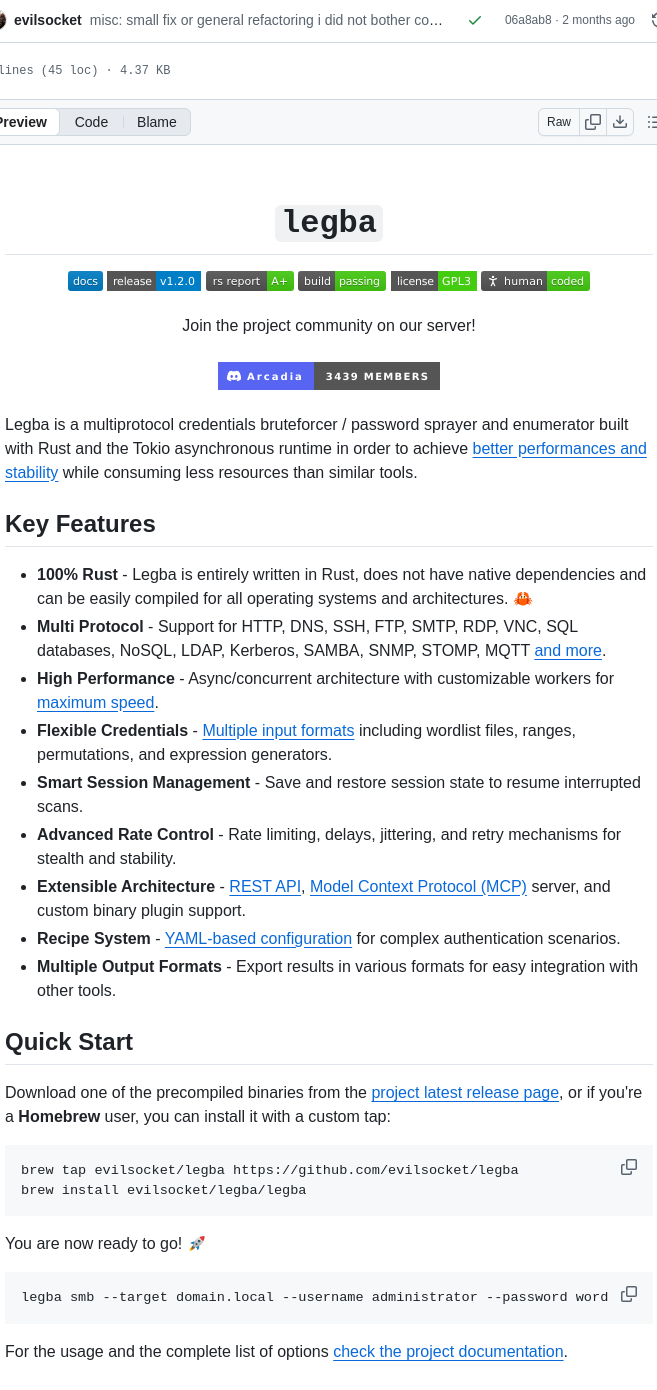 evilsocket misc: small fix or general refactoring i did not bother co... 06a8ab8 · 2 months ago
lines (45 loc) · 4.37 KB
Preview Code Blame Raw
legba
docs release v1.2.0 rs report A+ build passing license GPL3 human coded
Join the project community on our server!
Arcadia 3439 MEMBERS
Legba is a multiprotocol credentials bruteforcer / password sprayer and enumerator built
with Rust and the Tokio asynchronous runtime in order to achieve better performances and
stability while consuming less resources than similar tools.
Key Features
• 100% Rust - Legba is entirely written in Rust, does not have native dependencies and
can be easily compiled for all operating systems and architectures. 🦀
• Multi Protocol - Support for HTTP, DNS, SSH, FTP, SMTP, RDP, VNC, SQL
databases, NoSQL, LDAP, Kerberos, SAMBA, SNMP, STOMP, MQTT and more.
• High Performance - Async/concurrent architecture with customizable workers for
maximum speed.
• Flexible Credentials - Multiple input formats including wordlist files, ranges,
permutations, and expression generators.
• Smart Session Management - Save and restore session state to resume interrupted
scans.
• Advanced Rate Control - Rate limiting, delays, jittering, and retry mechanisms for
stealth and stability.
• Extensible Architecture - REST API, Model Context Protocol (MCP) server, and
custom binary plugin support.
• Recipe System - YAML-based configuration for complex authentication scenarios.
• Multiple Output Formats - Export results in various formats for easy integration with
other tools.
Quick Start
Download one of the precompiled binaries from the project latest release page, or if you're
a Homebrew user, you can install it with a custom tap:
brew tap evilsocket/legba https://github.com/evilsocket/legba
brew install evilsocket/legba/legba
You are now ready to go! 🚀
legba smb --target domain.local --username administrator --password word
For the usage and the complete list of options check the project documentation.